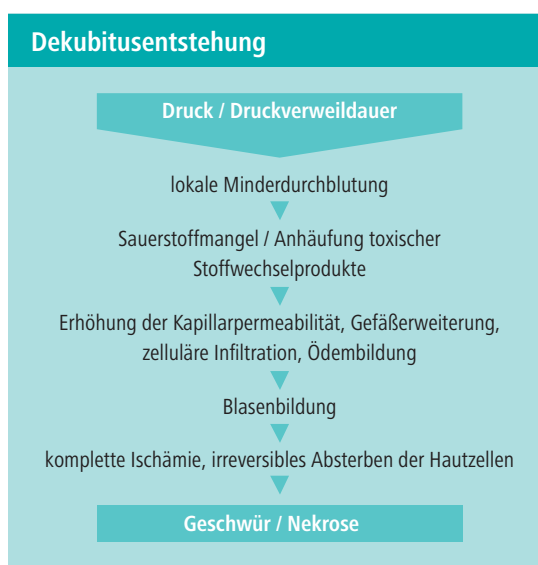 Dekubitusentstehung
Druck / Druckverweildauer
lokale Minderdurchblutung
Sauerstoffmangel / Anhäufung toxischer
Stoffwechselprodukte
Erhöhung der Kapillarpermeabilität, Gefäßerweiterung,
zelluläre Infiltration, Ödembildung
Blasenbildung
komplette Ischämie, irreversibles Absterben der Hautzellen
Geschwür / Nekrose